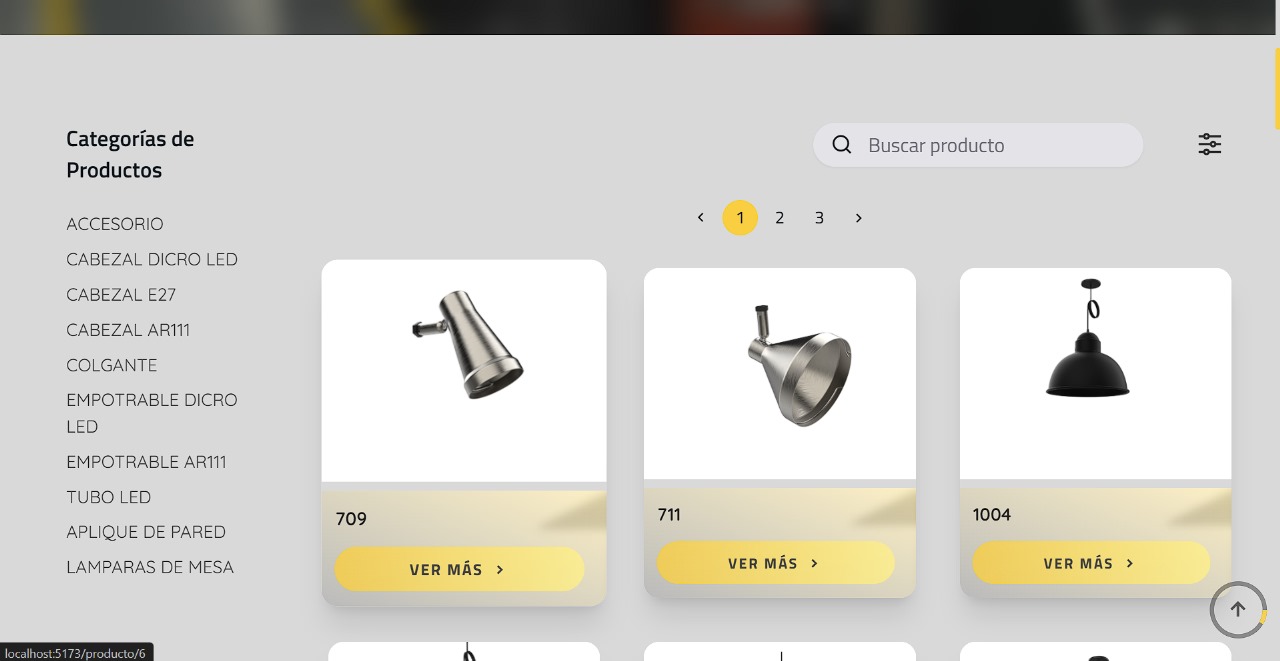 Categorías de
Productos
ACCESORIO
CABEZAL DICRO LED
CABEZAL E27
CABEZAL AR111
COLGANTE
EMPOTRABLE DICRO
LED
EMPOTRABLE AR111
TUBO LED
APLIQUE DE PARED
LAMPARAS DE MESA
Buscar producto
1 2 3
709
VER MÁS
711
VER MÁS
1004
VER MÁS
localhost:5173/producto/6